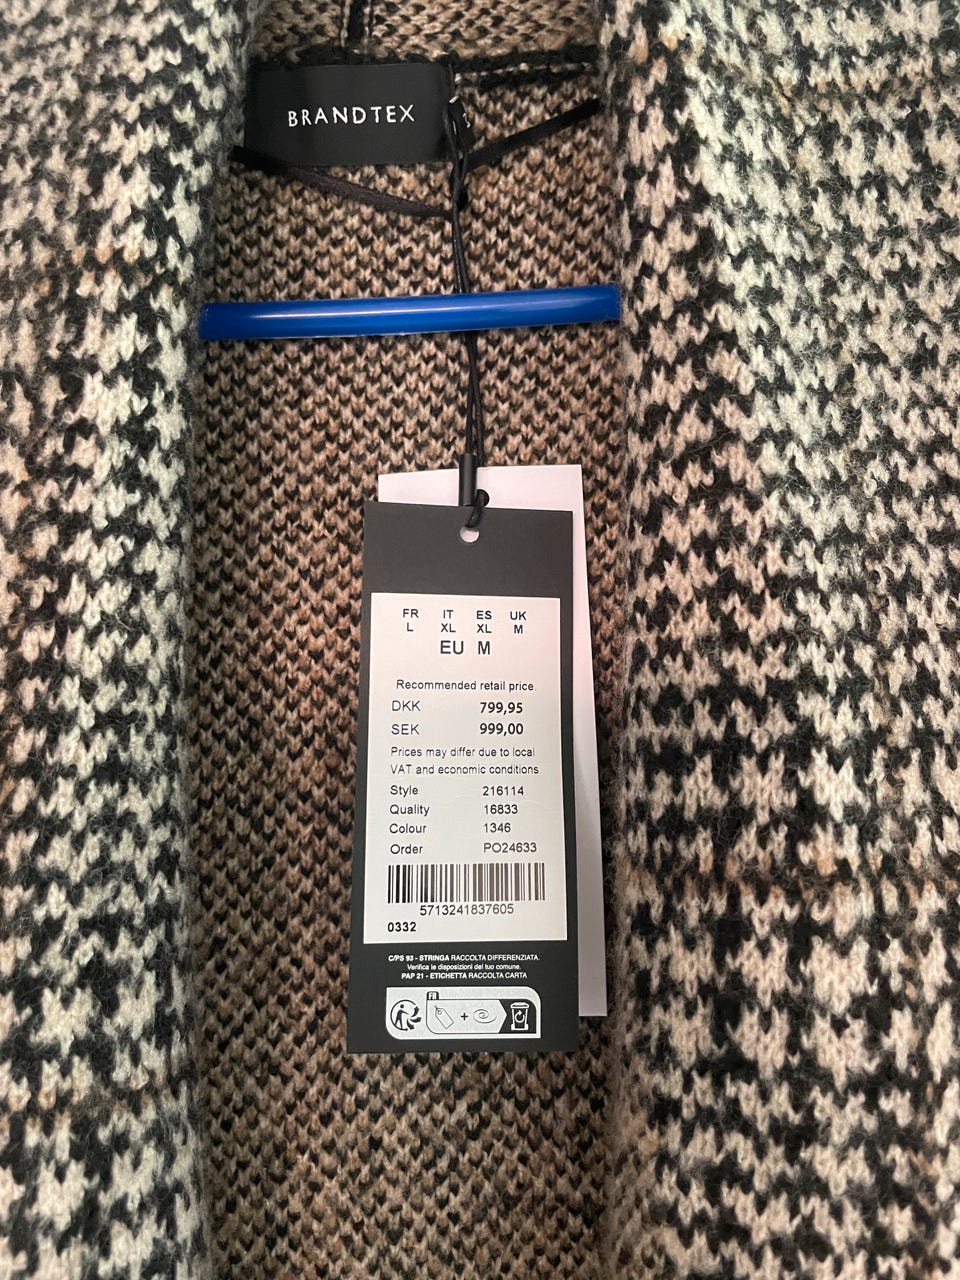 BRANDTEX
FR IT ES UK
L XL XL M
EU M
Recommended retail price.
DKK 799,95
SEK 999,00
Prices may differ due to local
VAT and economic conditions
Style 216114
Quality 16833
Colour 1346
Order PO24633
5713241837605
0332
C/PS 93 - STRINGA RACCOLTA DIFFERENZIATA.
Verifica le disposizioni del tuo comune.
PAP 21 - ETICHETTA RACCOLTA CARTA
FR
+